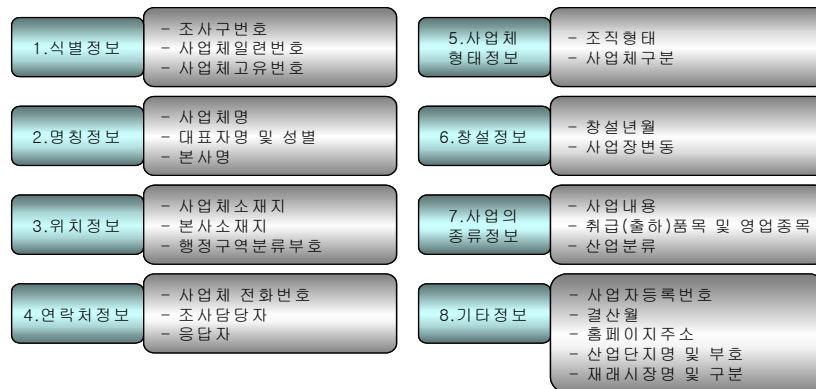 1.식별정보
- 조사구번호
- 사업체일련번호
- 사업체고유번호
2.명칭정보
- 사업체명
- 대표자명 및 성별
- 본사명
3.위치정보
- 사업체소재지
- 본사소재지
- 행정구역분류부호
4.연락처정보
- 사업체 전화번호
- 조사담당자
- 응답자
5.사업체
형태정보
- 조직형태
- 사업체구분
6.창설정보
- 창설년월
- 사업장변동
7.사업의
종류정보
- 사업내용
- 취급(출하)품목 및 영업종목
- 산업분류
8.기타정보
- 사업자등록번호
- 결산월
- 홈페이지주소
- 산업단지명 및 부호
- 재래시장명 및 구분